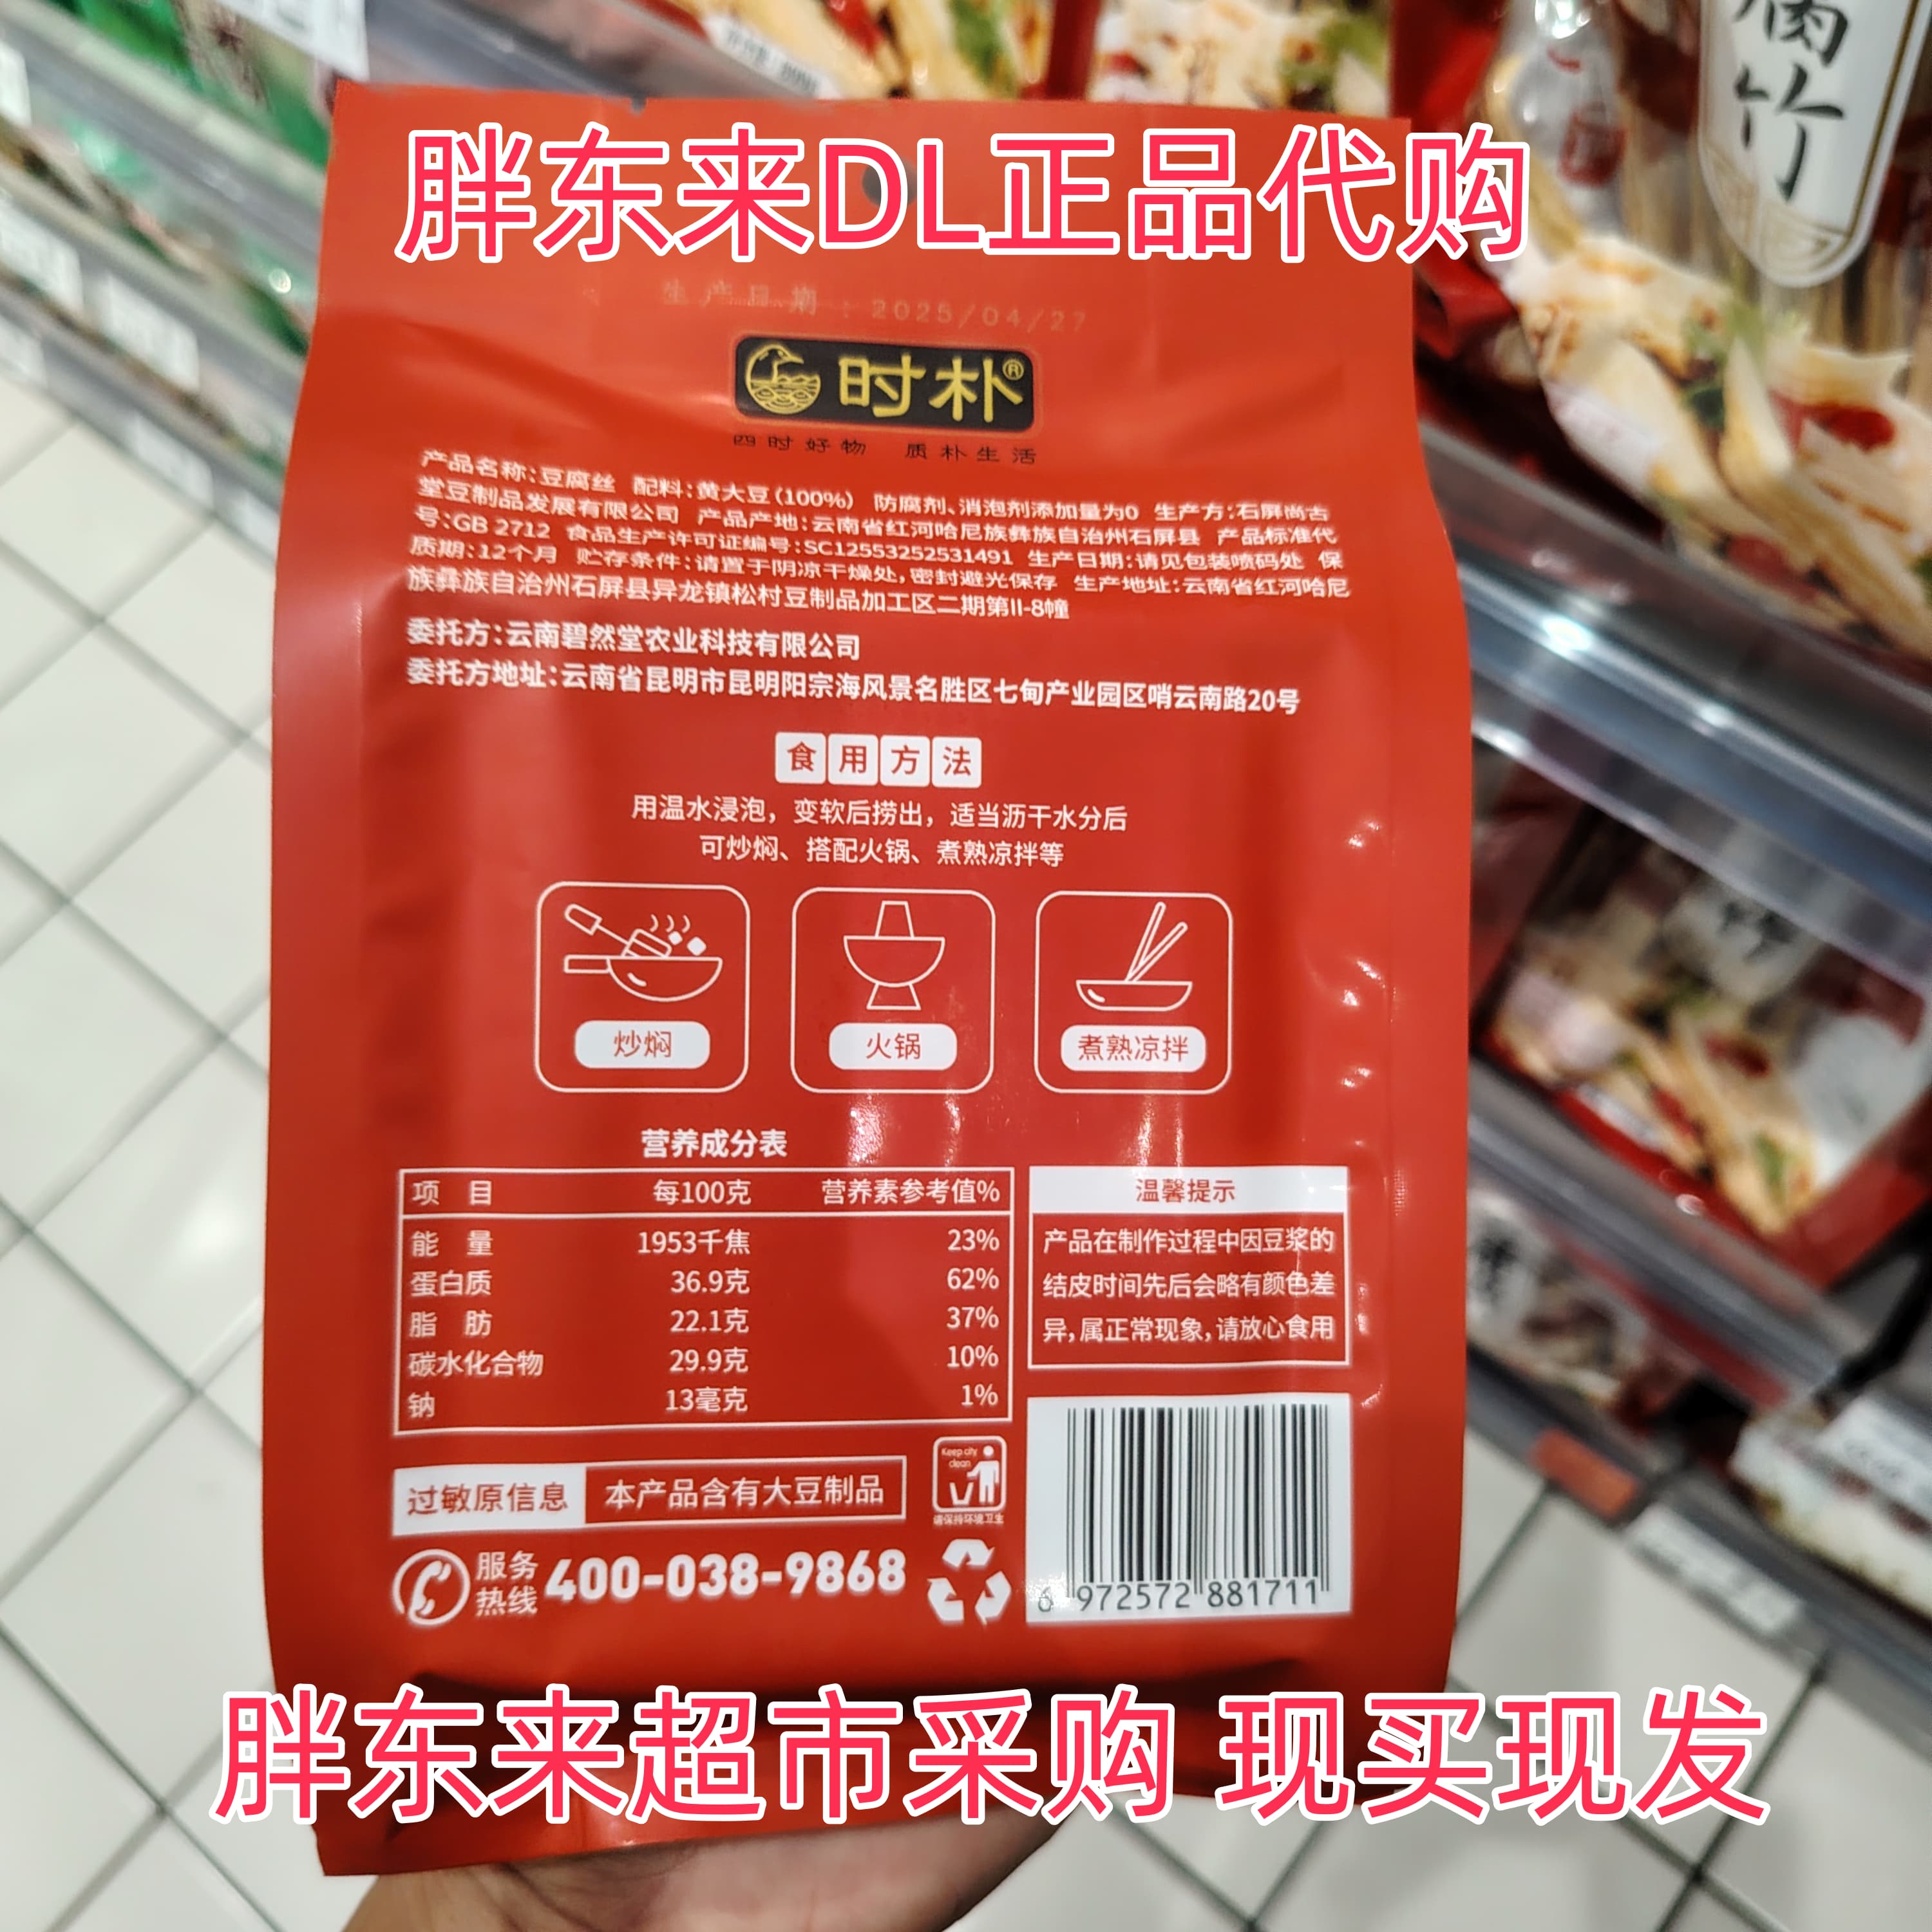 腐竹
胖东来DL正品代购
生产日期：2025/04/27
时朴®
四时好物 质朴生活
产品名称：豆腐丝 配料：黄大豆（100%） 防腐剂、消泡剂添加量为0 生产方：石屏尚古
堂豆制品发展有限公司 产品产地：云南省红河哈尼族彝族自治州石屏县 产品标准代
号：GB 2712 食品生产许可证编号：SC12553252531491 生产日期：请见包装喷码处 保
质期：12个月 贮存条件：请置于阴凉干燥处，密封避光保存 生产地址：云南省红河哈尼
族彝族自治州石屏县异龙镇松村豆制品加工区二期第II-8幢
委托方：云南碧然堂农业科技有限公司
委托方地址：云南省昆明市昆明阳宗海风景名胜区七甸产业园区哨云南路20号
食用方法
用温水浸泡，变软后捞出，适当沥干水分后
可炒焖、搭配火锅、煮熟凉拌等
炒焖 火锅 煮熟凉拌
营养成分表
项 目 每100克 营养素参考值%
能 量 1953千焦 23%
蛋白质 36.9克 62%
脂 肪 22.1克 37%
碳水化合物 29.9克 10%
钠 13毫克 1%
温馨提示
产品在制作过程中因豆浆的
结皮时间先后会略有颜色差
异，属正常现象，请放心食用
过敏原信息 本产品含有大豆制品
Keep city
clean
请保持环境卫生
服务
热线 400-038-9868
6 972572 881711
胖东来超市采购 现买现发